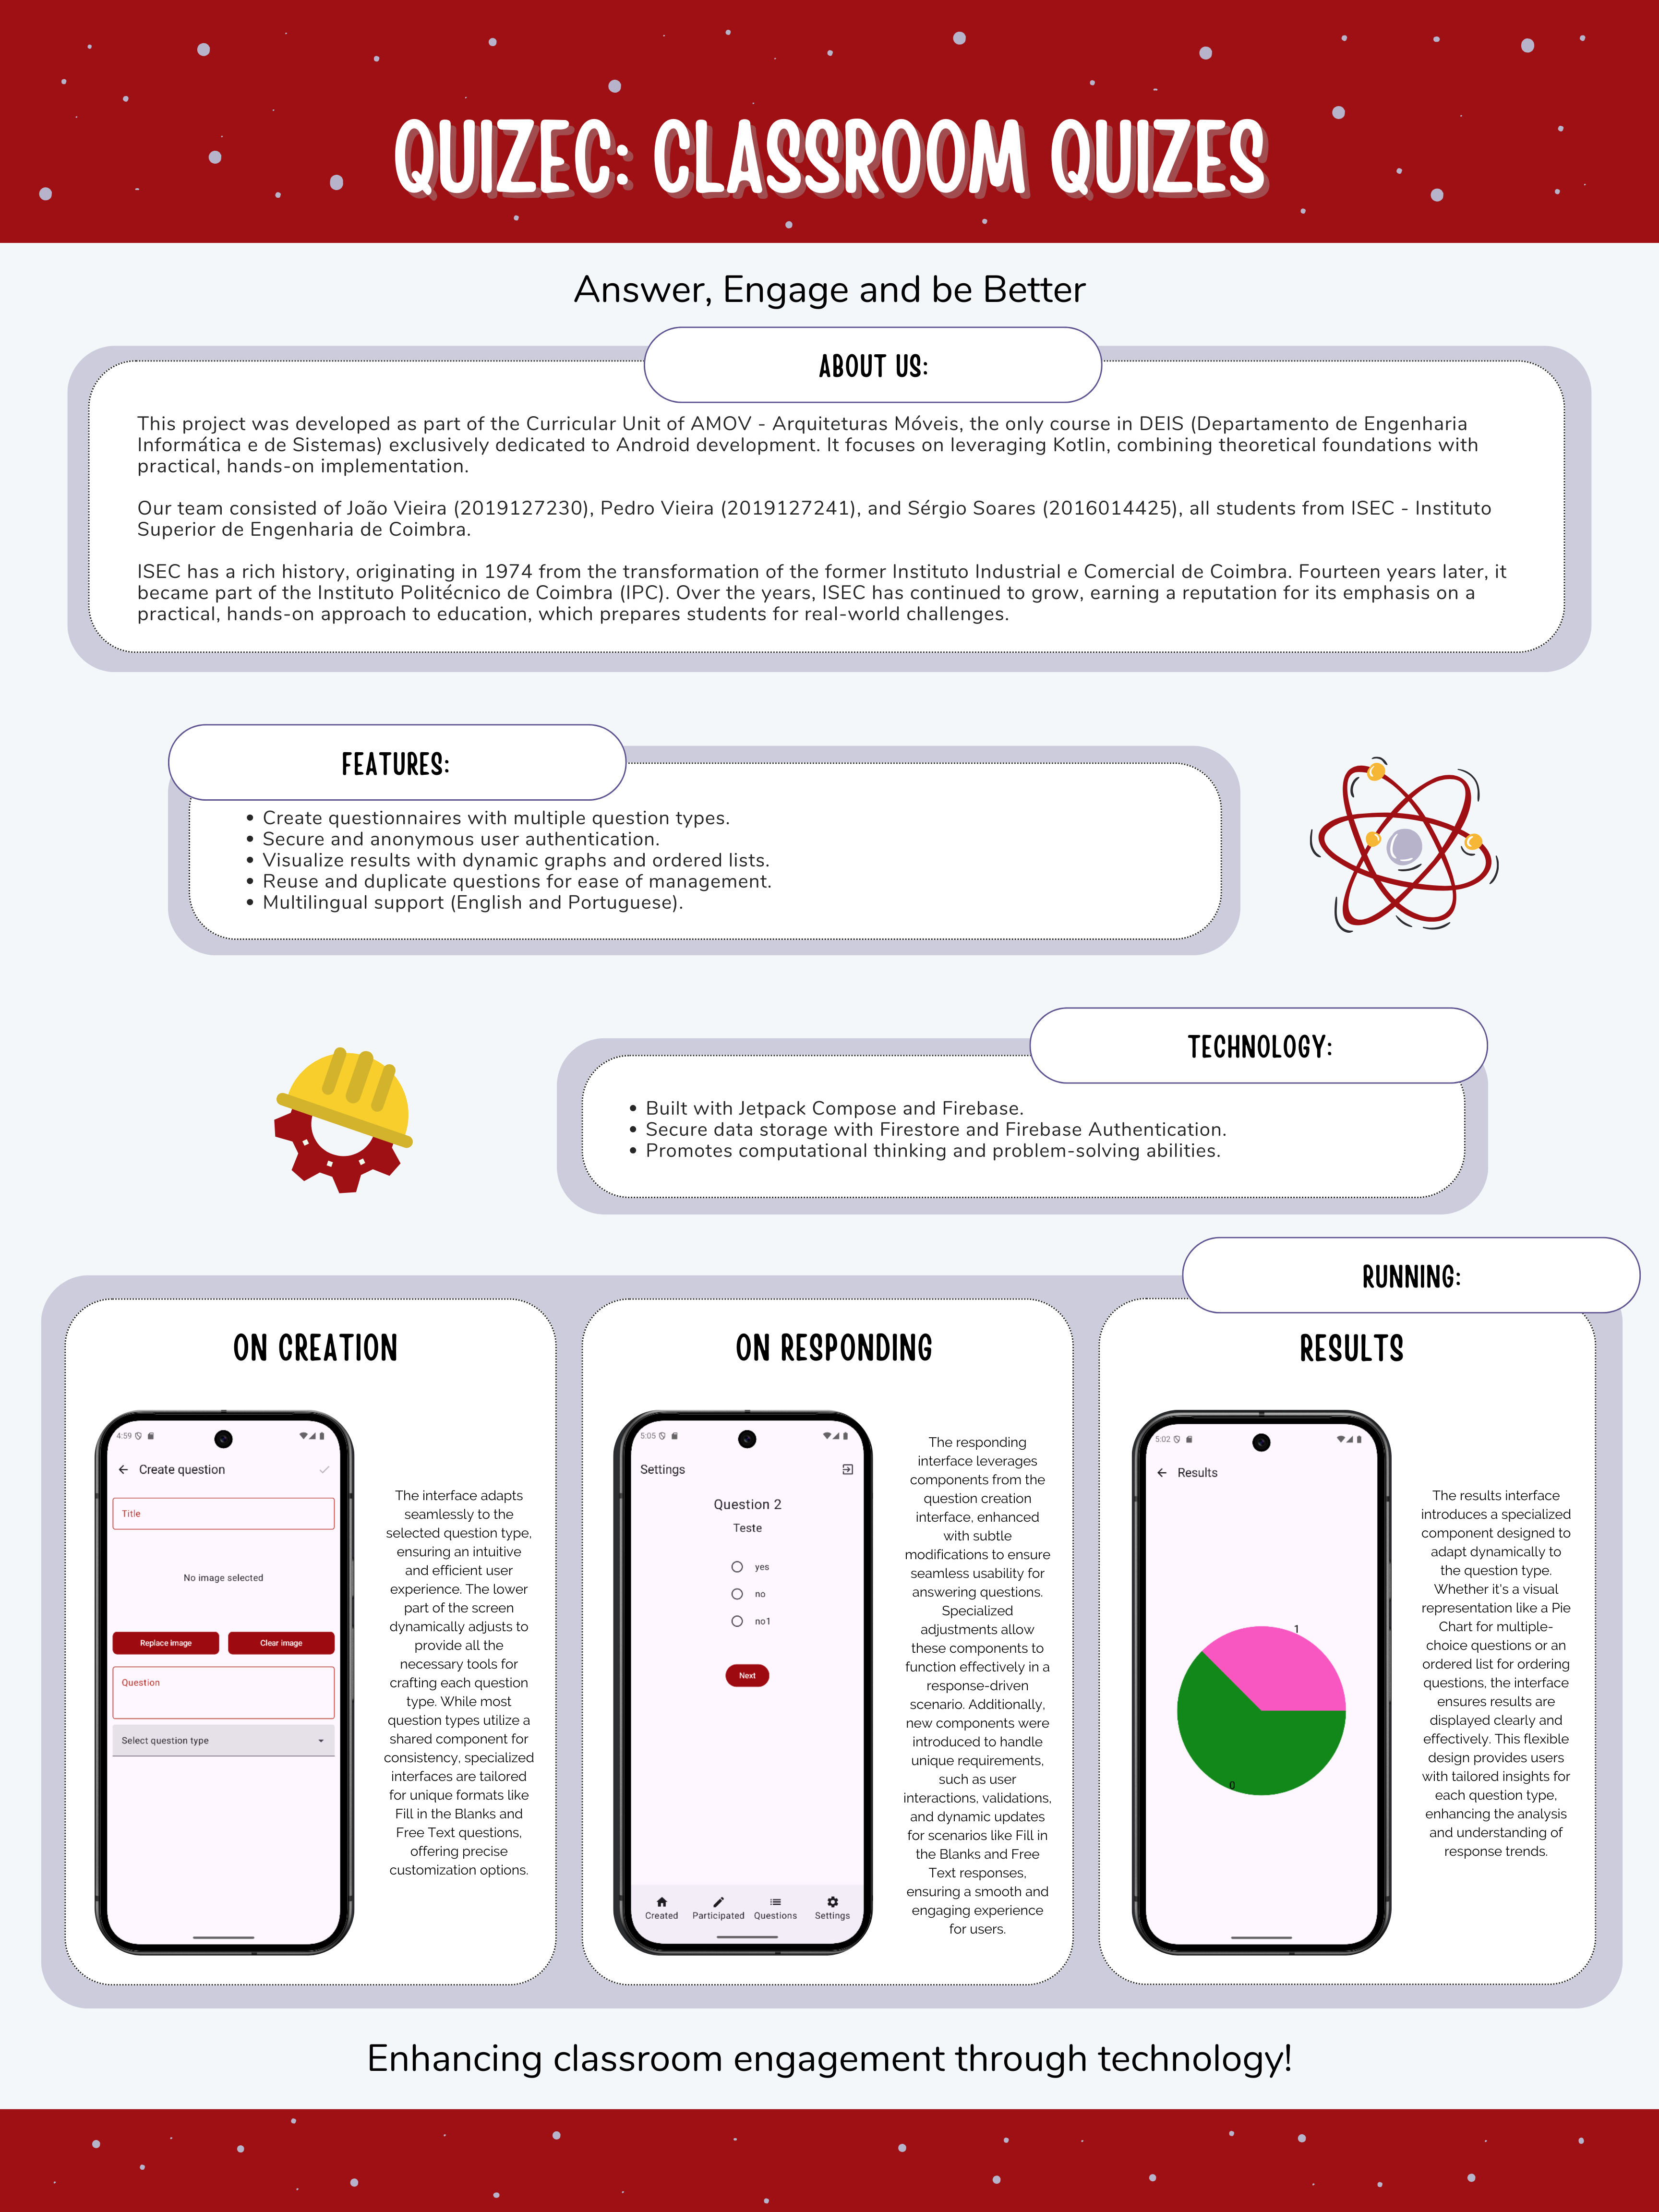 QUIZEC: CLASSROOM QUIZES
Answer, Engage and be Better
ABOUT US:
This project was developed as part of the Curricular Unit of AMOV - Arquiteturas Móveis, the only course in DEIS (Departamento de Engenharia
Informática e de Sistemas) exclusively dedicated to Android development. It focuses on leveraging Kotlin, combining theoretical foundations with
practical, hands-on implementation.
Our team consisted of João Vieira (2019127230), Pedro Vieira (2019127241), and Sérgio Soares (2016014425), all students from ISEC - Instituto
Superior de Engenharia de Coimbra.
ISEC has a rich history, originating in 1974 from the transformation of the former Instituto Industrial e Comercial de Coimbra. Fourteen years later, it
became part of the Instituto Politécnico de Coimbra (IPC). Over the years, ISEC has continued to grow, earning a reputation for its emphasis on a
practical, hands-on approach to education, which prepares students for real-world challenges.
FEATURES:
• Create questionnaires with multiple question types.
• Secure and anonymous user authentication.
• Visualize results with dynamic graphs and ordered lists.
• Reuse and duplicate questions for ease of management.
• Multilingual support (English and Portuguese).
TECHNOLOGY:
• Built with Jetpack Compose and Firebase.
• Secure data storage with Firestore and Firebase Authentication.
• Promotes computational thinking and problem-solving abilities.
RUNNING:
ON CREATION
4:59
Create question
Title
No image selected
Replace image
Clear image
Question
Select question type
The interface adapts
seamlessly to the
selected question type,
ensuring an intuitive
and efficient user
experience. The lower
part of the screen
dynamically adjusts to
provide all the
necessary tools for
crafting each question
type. While most
question types utilize a
shared component for
consistency, specialized
interfaces are tailored
for unique formats like
Fill in the Blanks and
Free Text questions,
offering precise
customization options.
ON RESPONDING
5:05
Settings
Question 2
Teste
yes
no
no1
Next
Created
Participated
Questions
Settings
The responding
interface leverages
components from the
question creation
interface, enhanced
with subtle
modifications to ensure
seamless usability for
answering questions.
Specialized
adjustments allow
these components to
function effectively in a
response-driven
scenario. Additionally,
new components were
introduced to handle
unique requirements,
such as user
interactions, validations,
and dynamic updates
for scenarios like Fill in
the Blanks and Free
Text responses,
ensuring a smooth and
engaging experience
for users.
RESULTS
5:02
Results
1
0
The results interface
introduces a specialized
component designed to
adapt dynamically to
the question type.
Whether it's a visual
representation like a Pie
Chart for multiple-
choice questions or an
ordered list for ordering
questions, the interface
ensures results are
displayed clearly and
effectively. This flexible
design provides users
with tailored insights for
each question type,
enhancing the analysis
and understanding of
response trends.
Enhancing classroom engagement through technology!